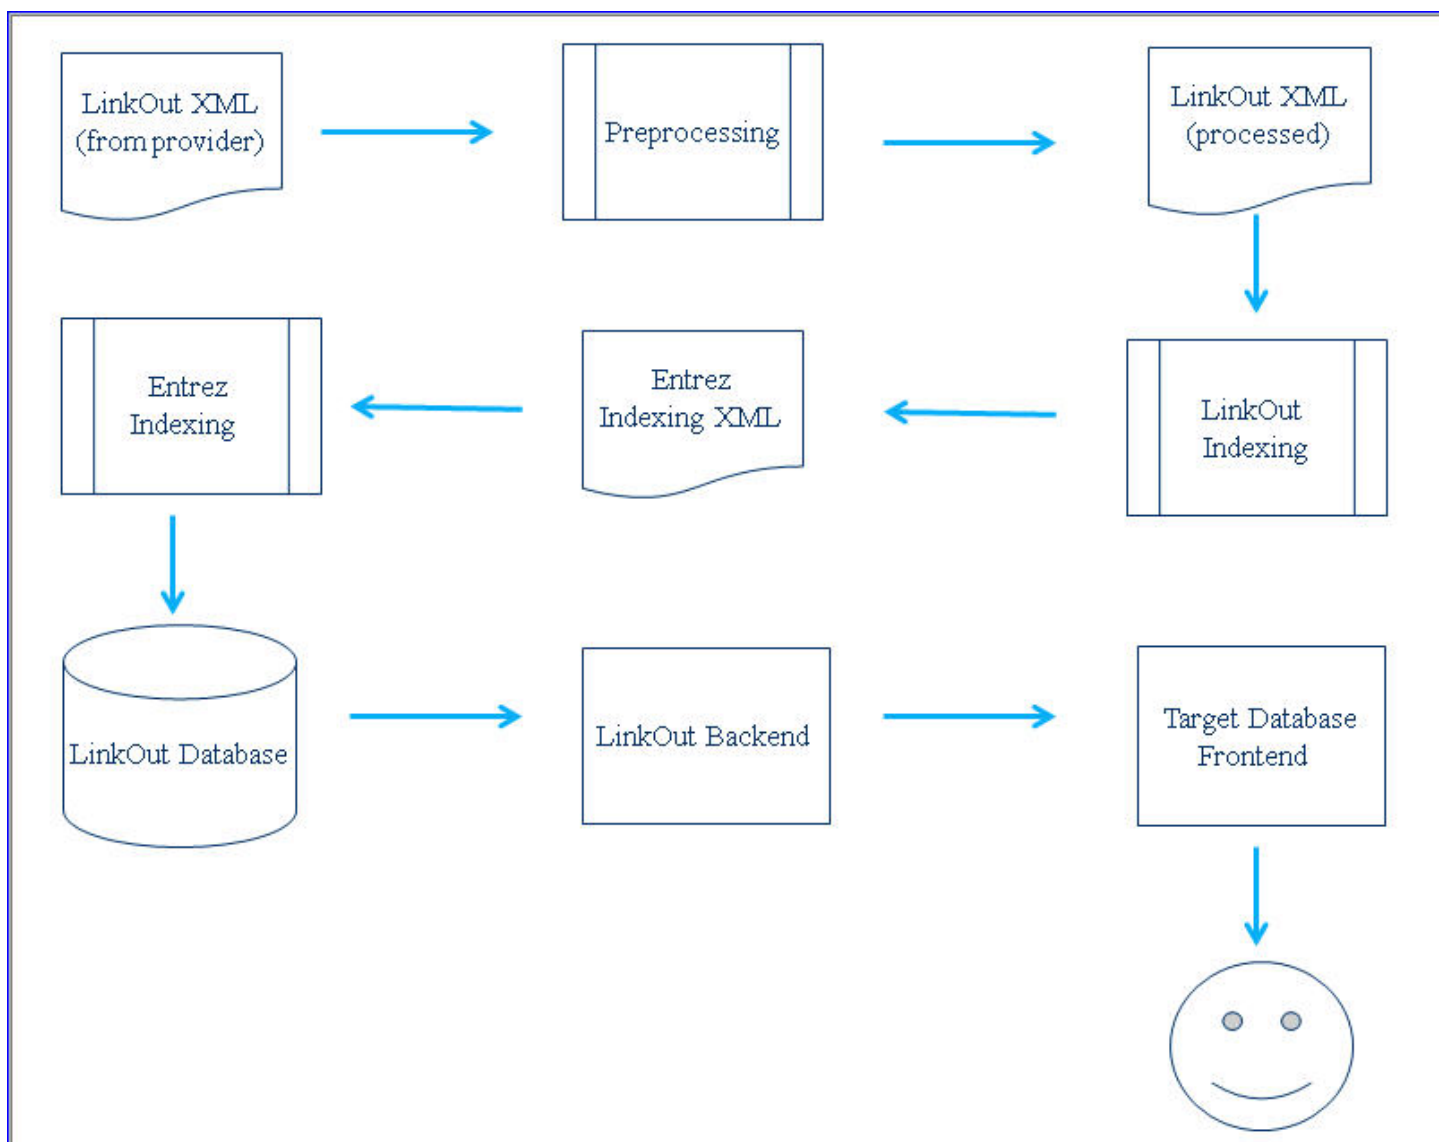 LinkOut XML
(from provider)
Preprocessing
LinkOut XML
(processed)
Entrez
Indexing
Entrez
Indexing XML
LinkOut
Indexing
LinkOut Database
LinkOut Backend
Target Database
Frontend